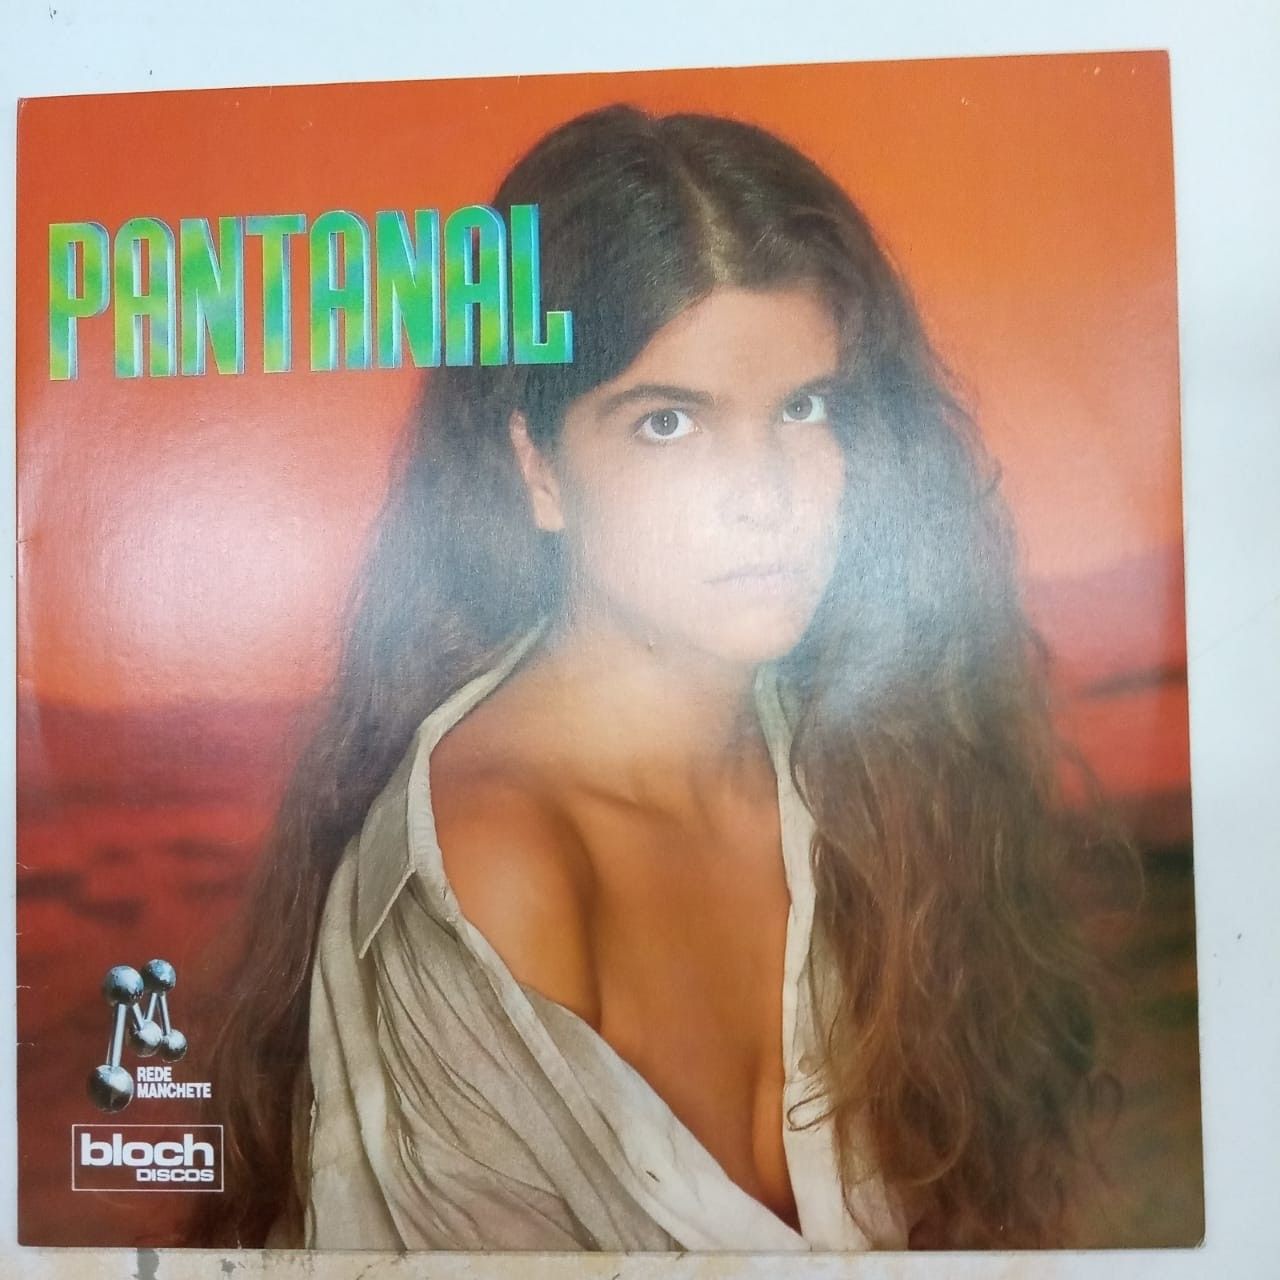 PANTANAL
REDE
MANCHETE
bloch
DISCOS